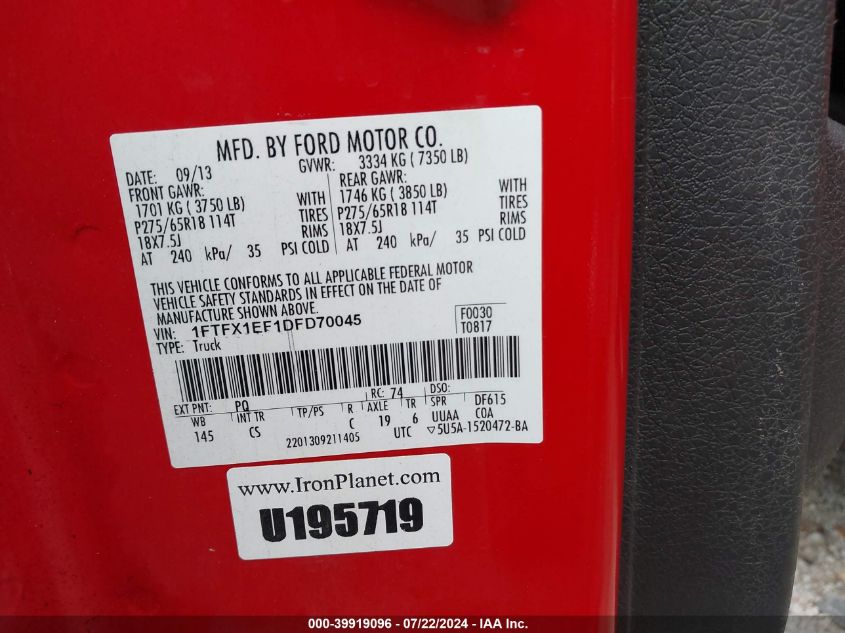 MFD. BY FORD MOTOR CO.
DATE: 09/13 GVWR: 3334 KG ( 7350 LB)
FRONT GAWR: REAR GAWR:
1701 KG ( 3750 LB) WITH 1746 KG ( 3850 LB) WITH
P275/65R18 114T TIRES P275/65R18 114T TIRES
18X7.5J RIMS 18X7.5J RIMS
AT 240 kPa/ 35 PSI COLD AT 240 kPa/ 35 PSI COLD
THIS VEHICLE CONFORMS TO ALL APPLICABLE FEDERAL MOTOR
VEHICLE SAFETY STANDARDS IN EFFECT ON THE DATE OF
MANUFACTURE SHOWN ABOVE.
VIN: 1FTFX1EF1DFD70045 F0030
TYPE: Truck T0817
EXT PNT: PQ RC: 74 DSO:
WB INT TR TP/PS R AXLE TR SPR DF615
145 CS C 19 6 UUAA COA
2201309211405 UTC ▽5U5A-1520472-BA
www.IronPlanet.com
U195719
000-39919096 - 07/22/2024 - IAA Inc.